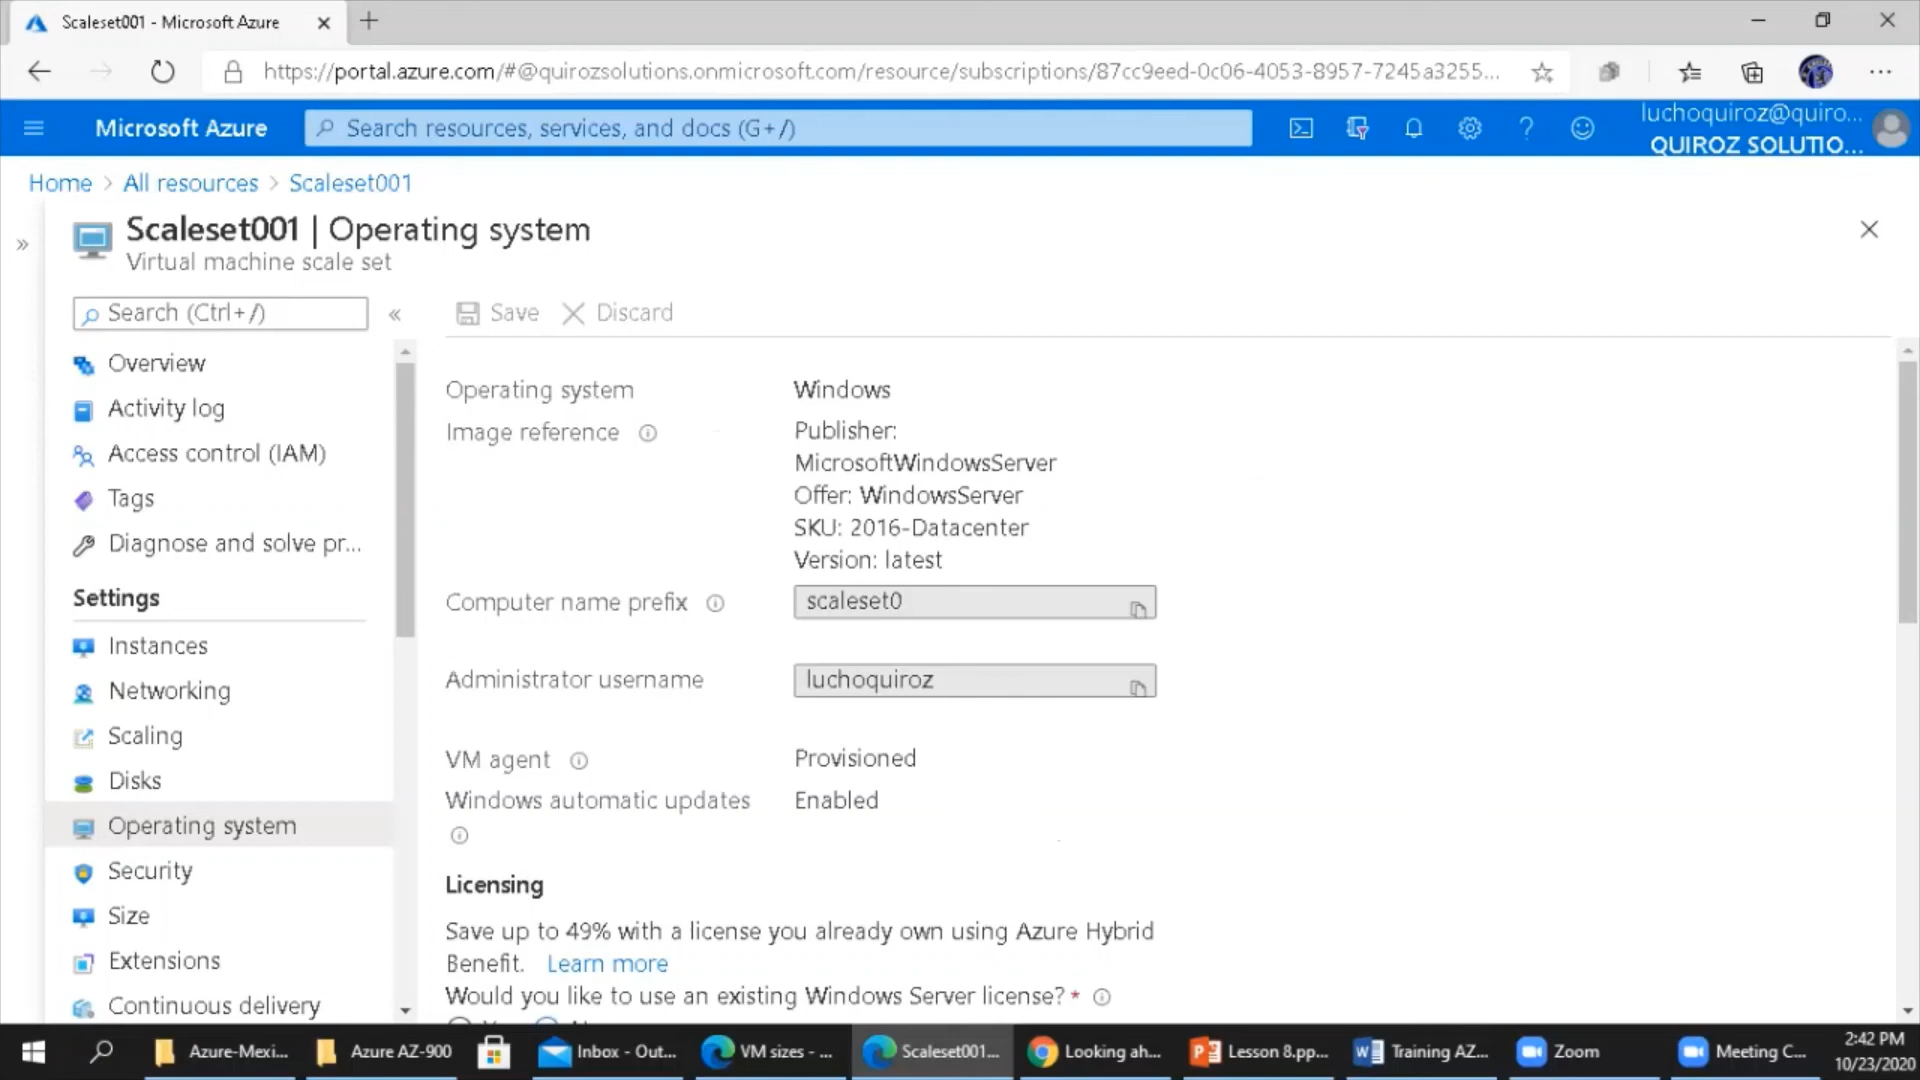 Scaleset001 - Microsoft Azure
https://portal.azure.com/#@quirozsolutions.onmicrosoft.com/resource/subscriptions/87cc9eed-0c06-4053-8957-7245a3255...
Microsoft Azure
Search resources, services, and docs (G+/)
luchoquiroz@quiro...
QUIROZ SOLUTIO...
Home > All resources > Scaleset001
Scaleset001 | Operating system
Virtual machine scale set
Search (Ctrl+/)
Save
Discard
Overview
Activity log
Access control (IAM)
Tags
Diagnose and solve pr...
Settings
Instances
Networking
Scaling
Disks
Operating system
Security
Size
Extensions
Continuous delivery
Operating system
Windows
Image reference
Publisher:
MicrosoftWindowsServer
Offer: WindowsServer
SKU: 2016-Datacenter
Version: latest
Computer name prefix
scaleset0
Administrator username
luchoquiroz
VM agent
Provisioned
Windows automatic updates
Enabled
Licensing
Save up to 49% with a license you already own using Azure Hybrid
Benefit. Learn more
Would you like to use an existing Windows Server license? *
Azure-Mexi...
Azure AZ-900
Inbox - Out...
VM sizes - ...
Scaleset001...
Looking ah...
Lesson 8.pp...
Training AZ...
Zoom
Meeting C...
2:42 PM
10/23/2020